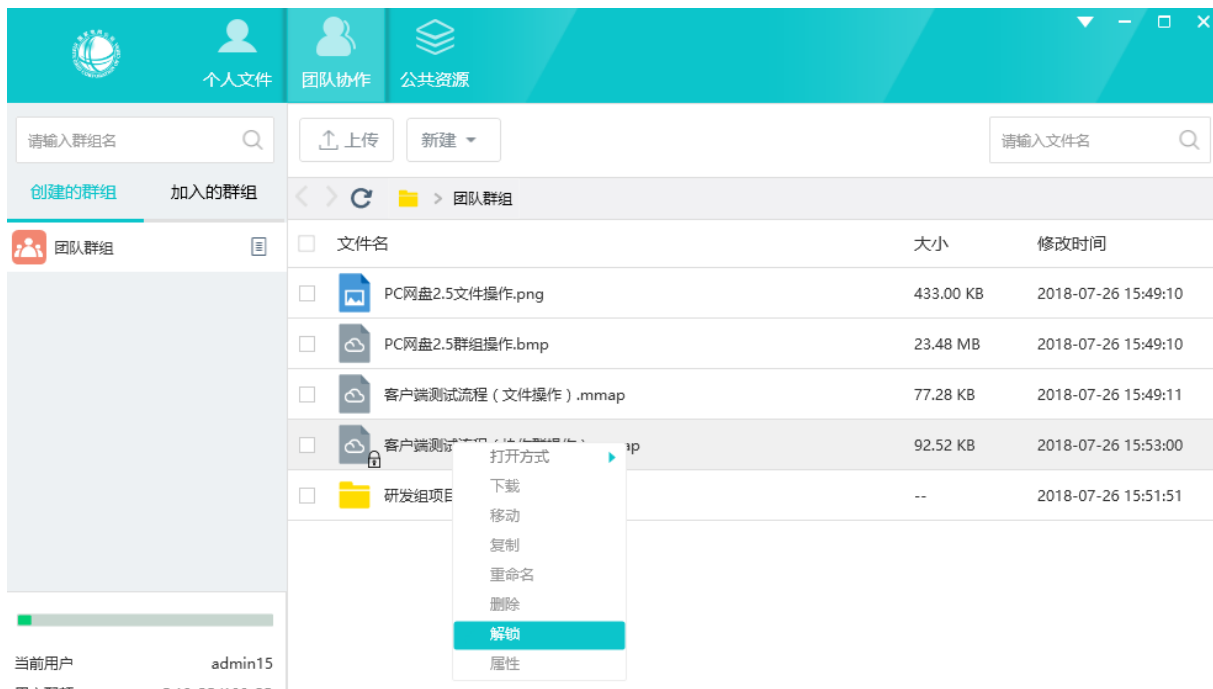 个人文件
团队协作
公共资源
请输入群组名
上传
新建
请输入文件名
创建的群组
加入的群组
> 团队群组
团队群组
文件名 大小 修改时间
PC网盘2.5文件操作.png 433.00 KB 2018-07-26 15:49:10
PC网盘2.5群组操作.bmp 23.48 MB 2018-07-26 15:49:10
客户端测试流程（文件操作）.mmap 77.28 KB 2018-07-26 15:49:11
客户端测 ap 92.52 KB 2018-07-26 15:53:00
研发组项目 -- 2018-07-26 15:51:51
打开方式
下载
移动
复制
重命名
删除
解锁
属性
当前用户 admin15